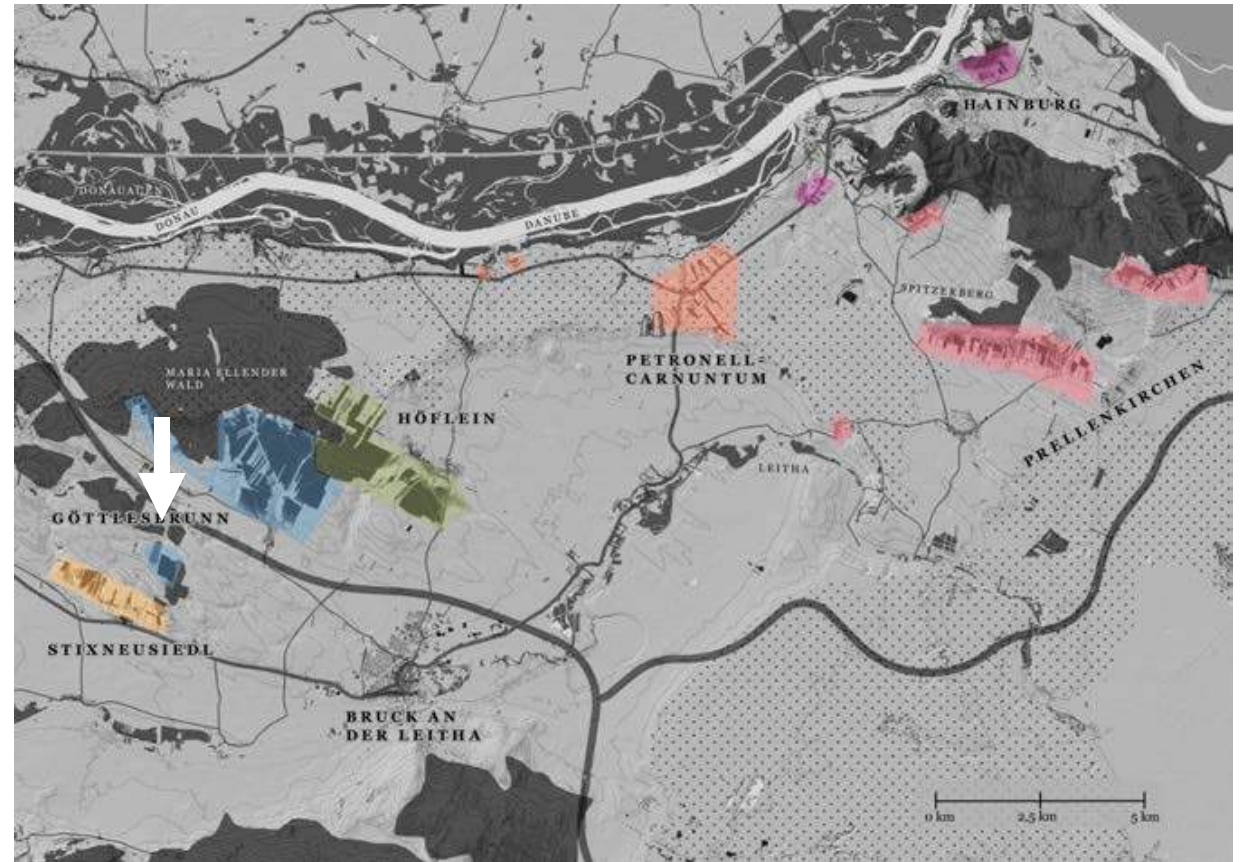 HAINBURG
DONAUAUEN
DONAU
DANUBE
SPITZERBERG
PETRONELL=
CARNUNTUM
MARIA ELLENDER
WALD
HÖFLEIN
PRELLENKIRCHEN
LEITHA
GÖTTLESBRUNN
STIXNEUSIEDL
BRUCK AN
DER LEITHA
0 km
2.5 km
5 km